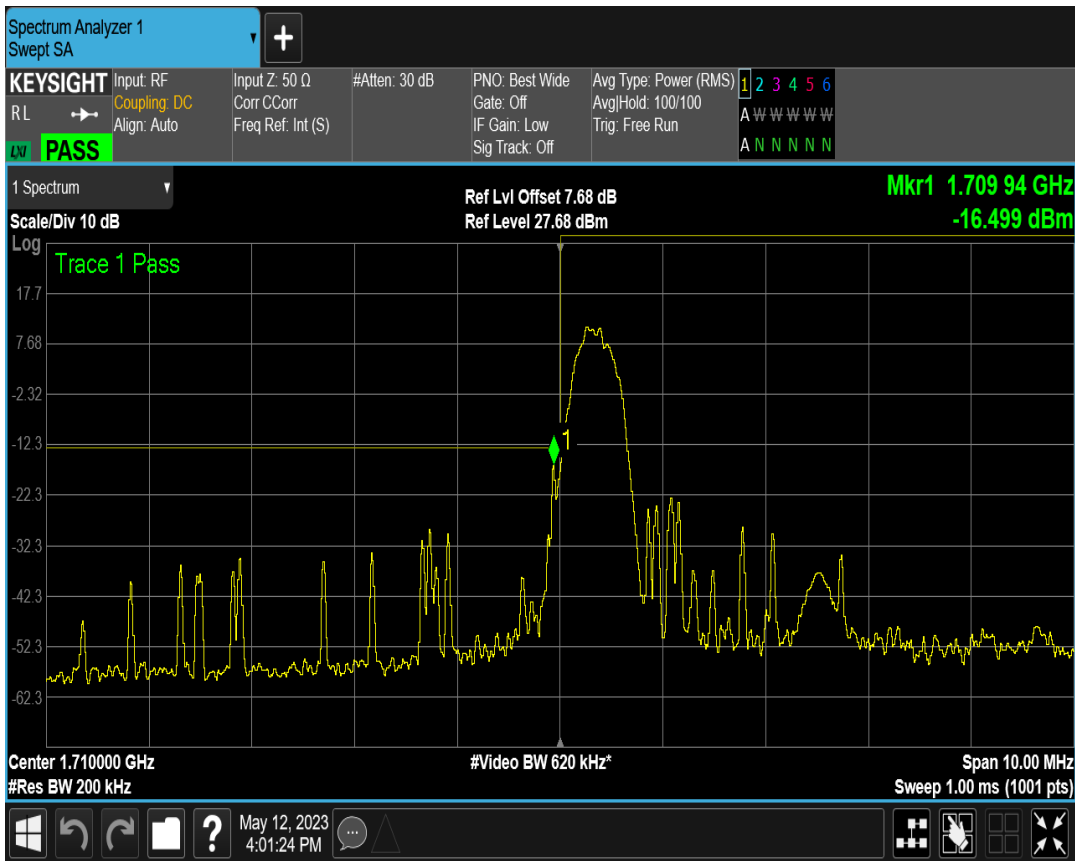 Spectrum Analyzer 1
Swept SA
+
KEYSIGHT
R L
LXI
PASS
Input: RF
Coupling: DC
Align: Auto
Input Z: 50 Ω
Corr CCorr
Freq Ref: Int (S)
#Atten: 30 dB
PNO: Best Wide
Gate: Off
IF Gain: Low
Sig Track: Off
Avg Type: Power (RMS)
Avg|Hold: 100/100
Trig: Free Run
1 2 3 4 5 6
A W W W W W
A N N N N N
1 Spectrum
Scale/Div 10 dB
Ref Lvl Offset 7.68 dB
Ref Level 27.68 dBm
Mkr1 1.709 94 GHz
-16.499 dBm
Log
Trace 1 Pass
17.7
7.68
-2.32
-12.3
1
-22.3
-32.3
-42.3
-52.3
-62.3
Center 1.710000 GHz
#Video BW 620 kHz*
Span 10.00 MHz
#Res BW 200 kHz
Sweep 1.00 ms (1001 pts)
?
May 12, 2023
4:01:24 PM